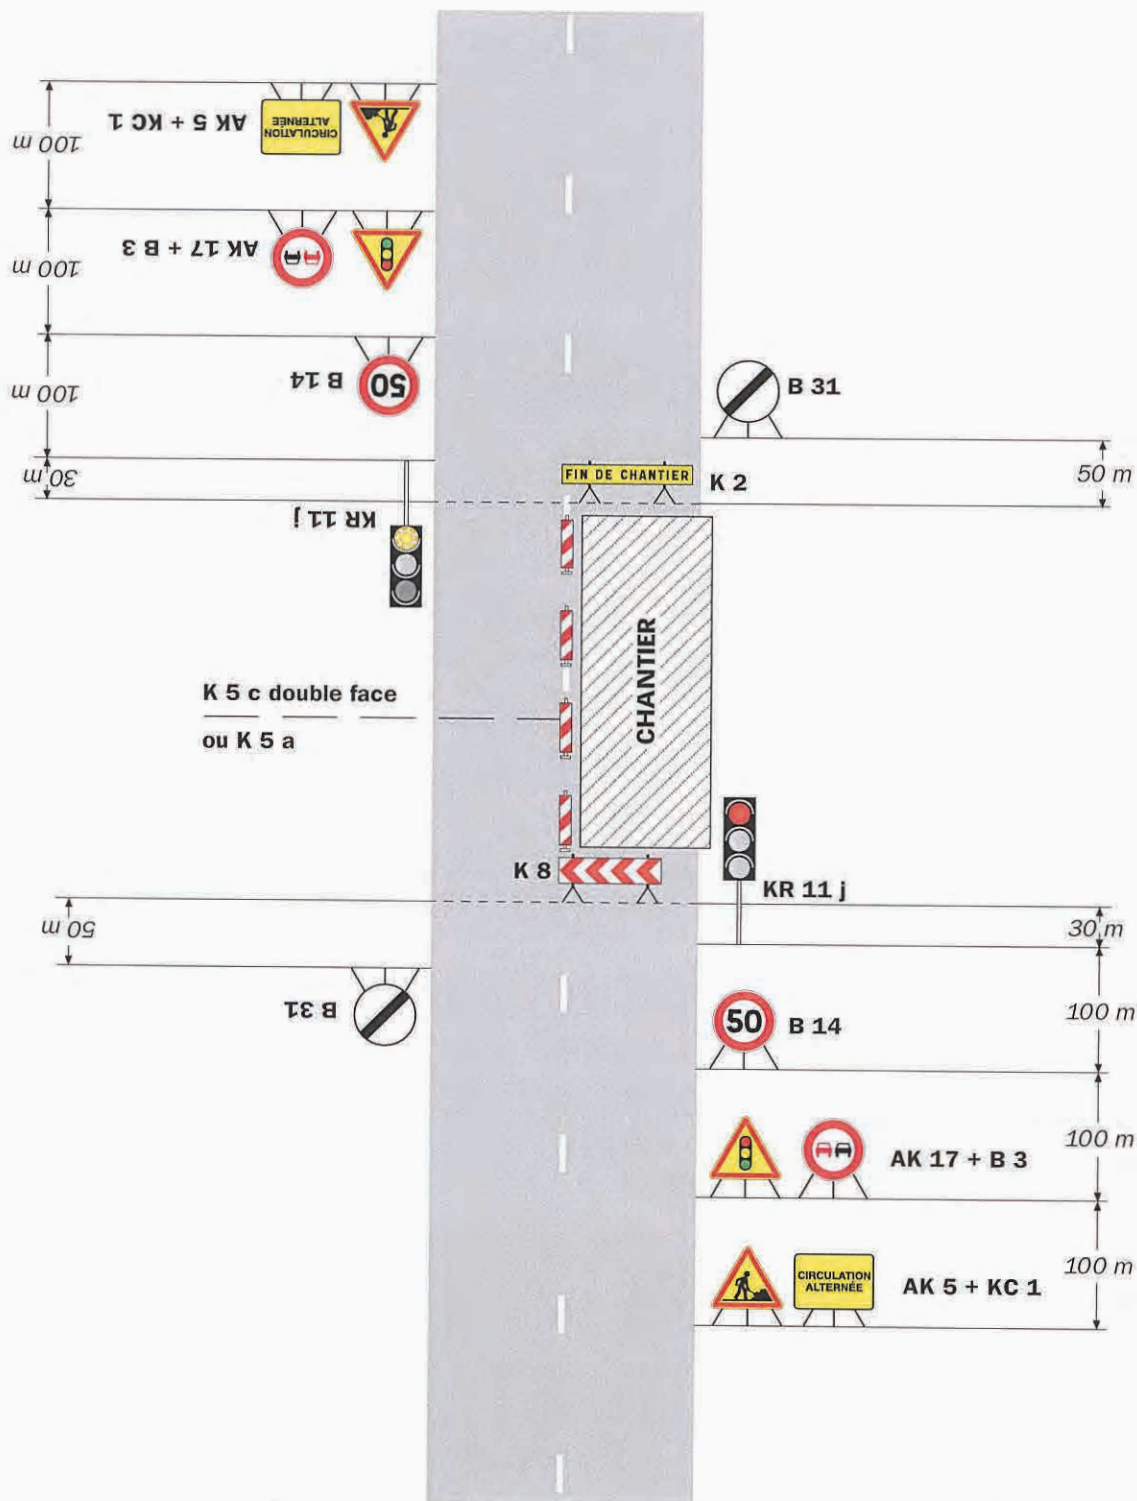 100 m
AK 5 + KC 1
CIRCULATION
ALTERNÉE
100 m
AK 17 + B 3
100 m
B 14
50
B 31
30 m
KR 11 j
FIN DE CHANTIER
K 2
50 m
CHANTIER
K 5 c double face
ou K 5 a
K 8
KR 11 j
50 m
30 m
B 31
50
B 14
100 m
AK 17 + B 3
100 m
CIRCULATION
ALTERNÉE
AK 5 + KC 1
100 m